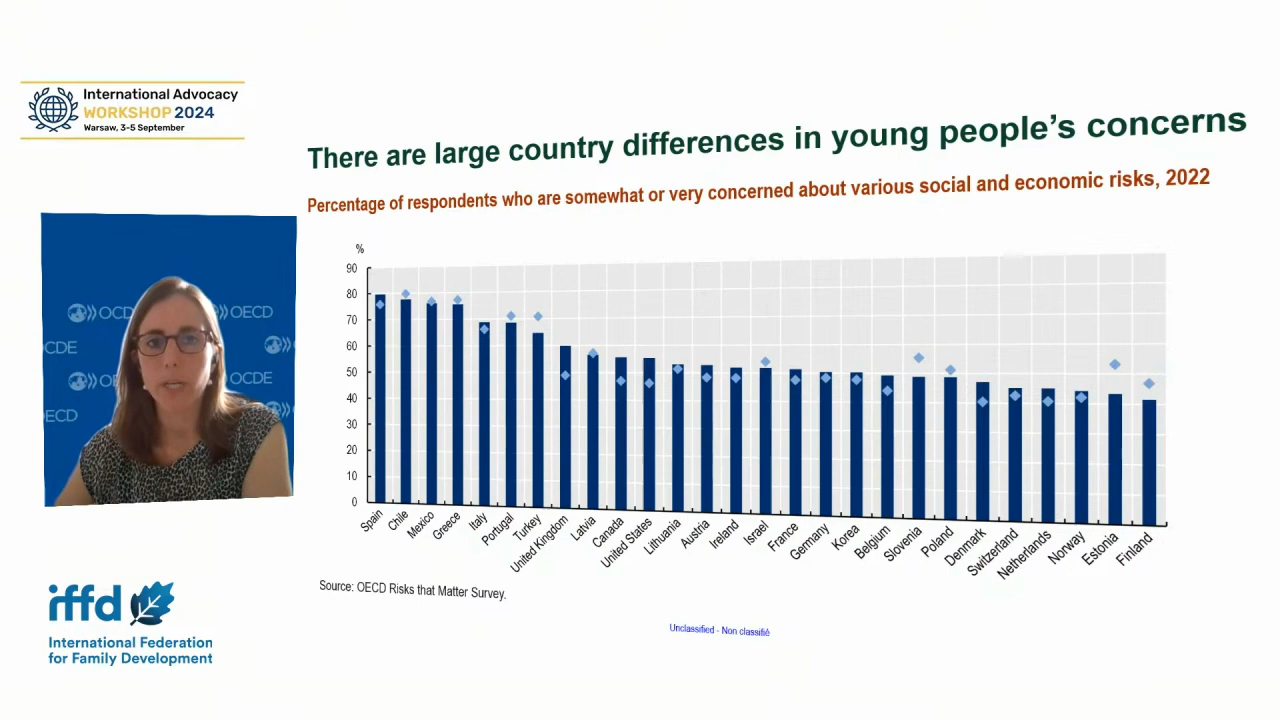 International Advocacy
WORKSHOP 2024
Warsaw, 3-5 September
There are large country differences in young people's concerns
Percentage of respondents who are somewhat or very concerned about various social and economic risks, 2022
%
90
80
70
60
50
40
30
20
10
0
Spain
Chile
Mexico
Greece
Italy
Portugal
Turkey
United Kingdom
Latvia
Canada
United States
Lithuania
Austria
Ireland
Israel
France
Germany
Korea
Belgium
Slovenia
Poland
Denmark
Switzerland
Netherlands
Norway
Estonia
Finland
Source: OECD Risks that Matter Survey.
Unclassified - Non classifié
OCD
OECD
CDE
OCDE
ECD
iffd
International Federation
for Family Development